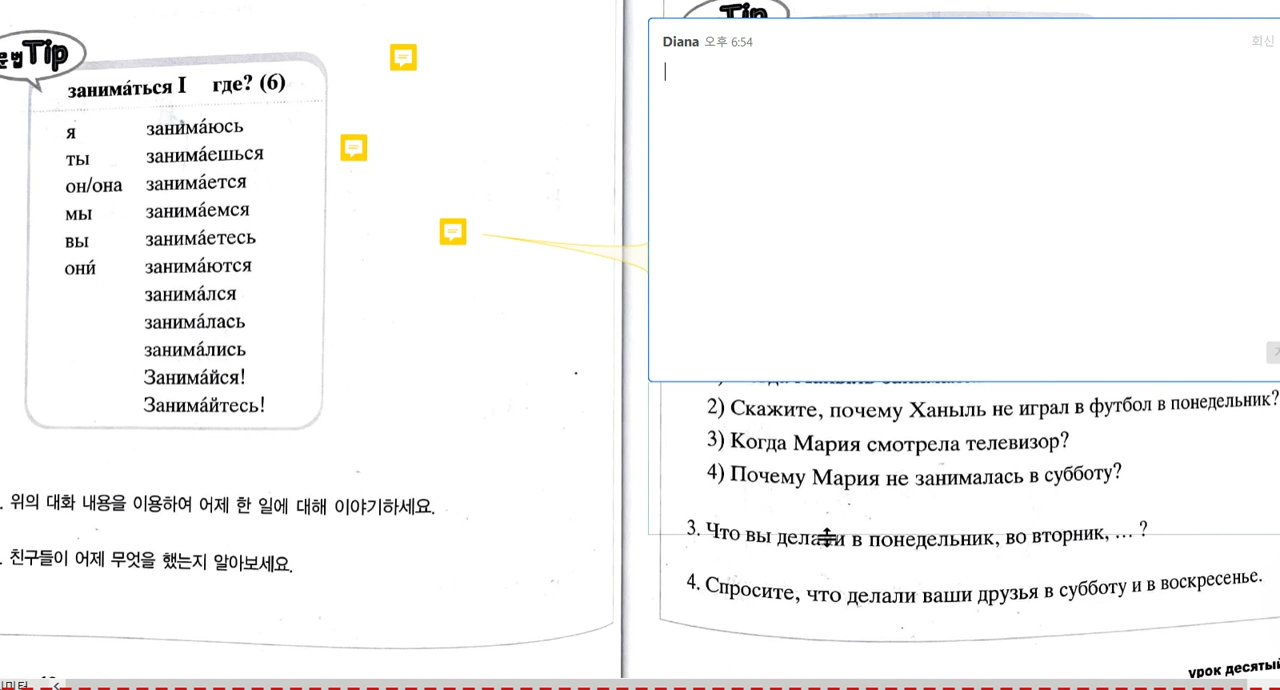 문법 Tip
занима́ться I где? (6)
я занима́юсь
ты занима́ешься
он/она занима́ется
мы занима́емся
вы занима́етесь
они́ занима́ются
занима́лся
занима́лась
занима́лись
Занима́йся!
Занима́йтесь!
. 위의 대화 내용을 이용하여 어제 한 일에 대해 이야기하세요.
. 친구들이 어제 무엇을 했는지 알아보세요.
Tip
Diana 오후 6:54
회신
2) Скажите, почему Ханыль не играл в футбол в понедельник?
3) Когда Мария смотрела телевизор?
4) Почему Мария не занималась в субботу?
3. Что вы делали в понедельник, во вторник, ... ?
4. Спросите, что делали ваши друзья в субботу и в воскресенье.
урок десятый